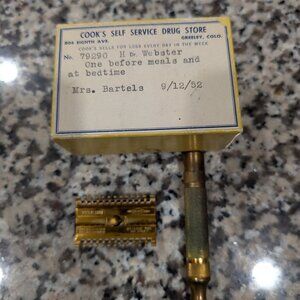 COOK'S SELF SERVICE DRUG STORE
806 EIGHTH AVE. GREELEY, COLO.
COOK'S SELLS FOR LESS EVERY DAY IN THE WEEK
No. 79290 H Dr. Webster
One before meals and
at bedtime
Mrs. Bartels 9/12/52